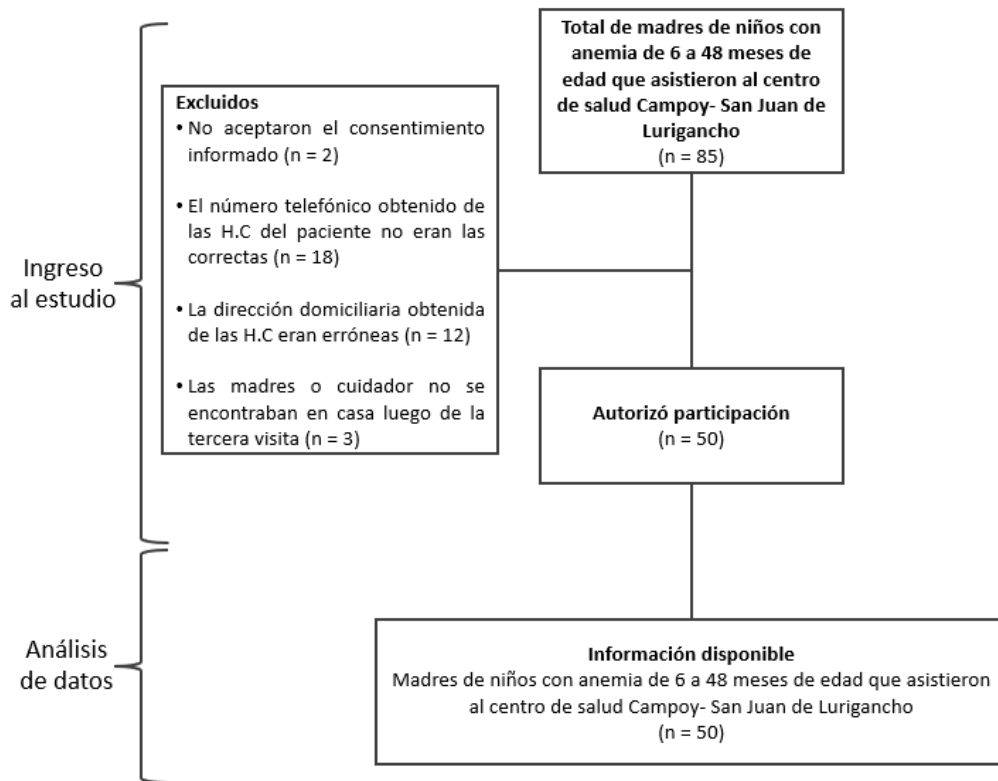 Total de madres de niños con
anemia de 6 a 48 meses de
edad que asistieron al centro
de salud Campoy- San Juan de
Lurigancho
(n = 85)
Excluidos
• No aceptaron el consentimiento
informado (n = 2)
• El número telefónico obtenido de
las H.C del paciente no eran las
correctas (n = 18)
• La dirección domiciliaria obtenida
de las H.C eran erróneas (n = 12)
• Las madres o cuidador no se
encontraban en casa luego de la
tercera visita (n = 3)
Ingreso
al estudio
Autorizó participación
(n = 50)
Análisis
de datos
Información disponible
Madres de niños con anemia de 6 a 48 meses de edad que asistieron
al centro de salud Campoy- San Juan de Lurigancho
(n = 50)